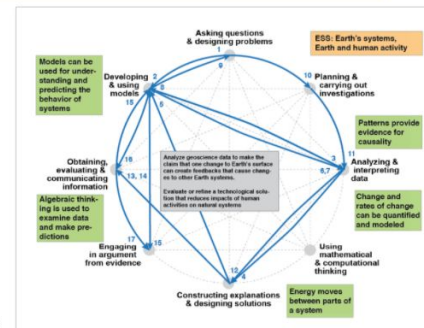 Asking questions
& designing problems
1
9
ESS: Earth's systems,
Earth and human activity
Models can be
used for under-
standing and
predicting the
behavior of
systems
Developing
& using
models
2
8
5
15
10
Planning &
carrying out
investigations
Patterns provide
evidence for
causality
Obtaining,
evaluating &
communicating
information
16
13, 14
Analyze geoscience data to make the
claim that one change to Earth's surface
can create feedbacks that cause chang-
es to other Earth systems.
Evaluate or refine a technological solu-
tion that reduces impacts of human
activities on natural systems
3
6,7
11
Analyzing &
interpreting
data
Algebraic think-
ing is used to
examine data
and make pre-
dictions
Change and
rates of change
can be quantified
and modeled
17
Engaging
in argument
from evidence
15
Using
mathematical
& computational
thinking
12
4
Constructing explanations
& designing solutions
Energy moves
between parts of
a system